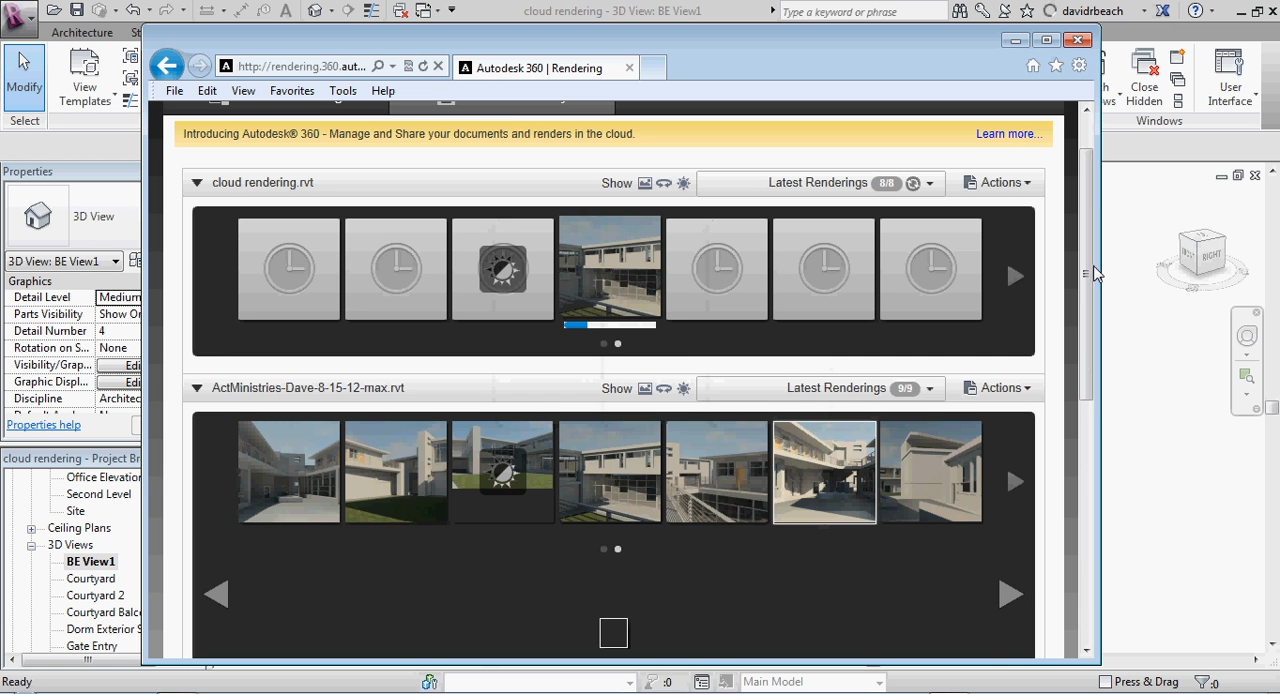 cloud rendering - 3D View: BE View1
Type a keyword or phrase
davidrbeach
Architecture
Modify
View
Templates
Select
Close
Hidden
User
Interface
Windows
http://rendering.360.aut...
Autodesk 360 | Rendering
File Edit View Favorites Tools Help
Introducing Autodesk® 360 - Manage and Share your documents and renders in the cloud.
Learn more...
cloud rendering.rvt
Show
Latest Renderings 8/8
Actions
ActMinistries-Dave-8-15-12-max.rvt
Show
Latest Renderings 9/9
Actions
Properties
3D View
3D View: BE View1
Graphics
Detail Level Medium
Parts Visibility Show Or
Detail Number 4
Rotation on S... None
Visibility/Grap... Edi
Graphic Displ... Edi
Discipline Architec
Properties help
cloud rendering - Project Br
Office Elevation
Second Level
Site
Ceiling Plans
3D Views
BE View1
Courtyard
Courtyard 2
Courtyard Balc
Dorm Exterior S
Gate Entry
RIGHT
Ready
:0
Main Model
Press & Drag
:0